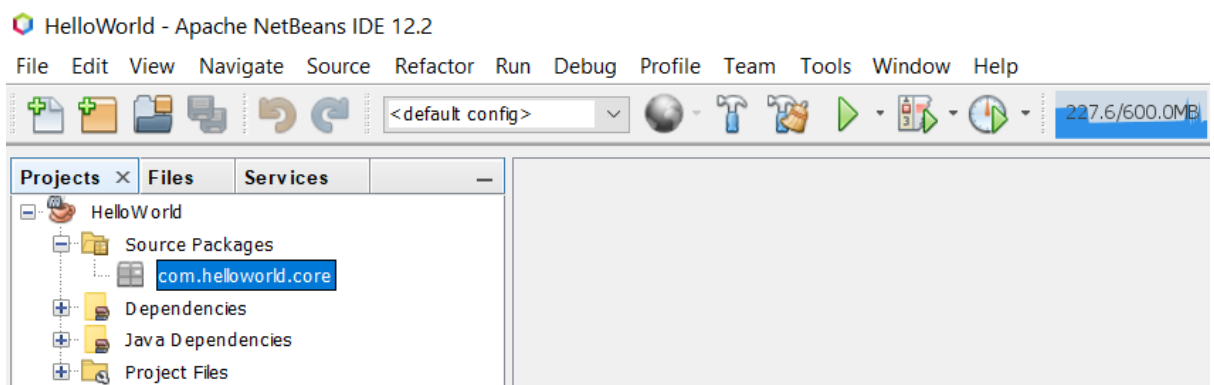 HelloWorld - Apache NetBeans IDE 12.2
File Edit View Navigate Source Refactor Run Debug Profile Team Tools Window Help
<default config> 227.6/600.0MB
Projects Files Services
HelloWorld
Source Packages
com.helloworld.core
Dependencies
Java Dependencies
Project Files